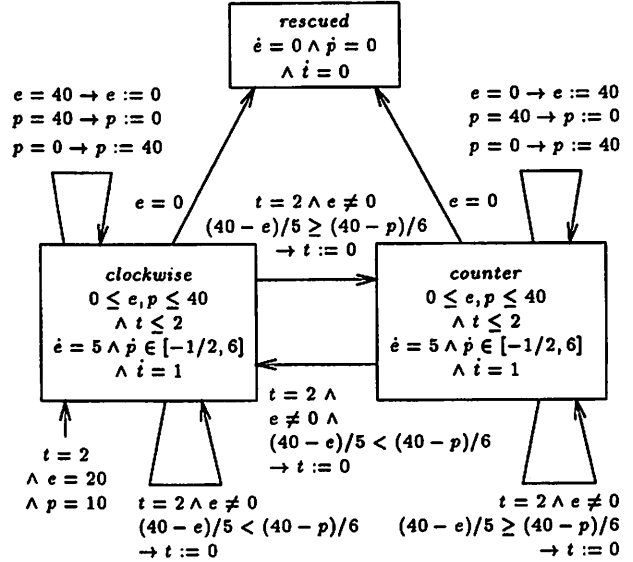 rescued
ė = 0 ∧ ṗ = 0
∧ ṫ = 0
e = 40 → e := 0
p = 40 → p := 0
p = 0 → p := 40
e = 0 → e := 40
p = 40 → p := 0
p = 0 → p := 40
e = 0
t = 2 ∧ e ≠ 0
(40 − e)/5 ≥ (40 − p)/6
→ t := 0
e = 0
clockwise
0 ≤ e, p ≤ 40
∧ t ≤ 2
ė = 5 ∧ ṗ ∈ [−1/2, 6]
∧ ṫ = 1
counter
0 ≤ e, p ≤ 40
∧ t ≤ 2
ė = 5 ∧ ṗ ∈ [−1/2, 6]
∧ ṫ = 1
t = 2 ∧
e ≠ 0 ∧
(40 − e)/5 < (40 − p)/6
→ t := 0
t = 2
∧ e = 20
∧ p = 10
t = 2 ∧ e ≠ 0
(40 − e)/5 < (40 − p)/6
→ t := 0
t = 2 ∧ e ≠ 0
(40 − e)/5 ≥ (40 − p)/6
→ t := 0